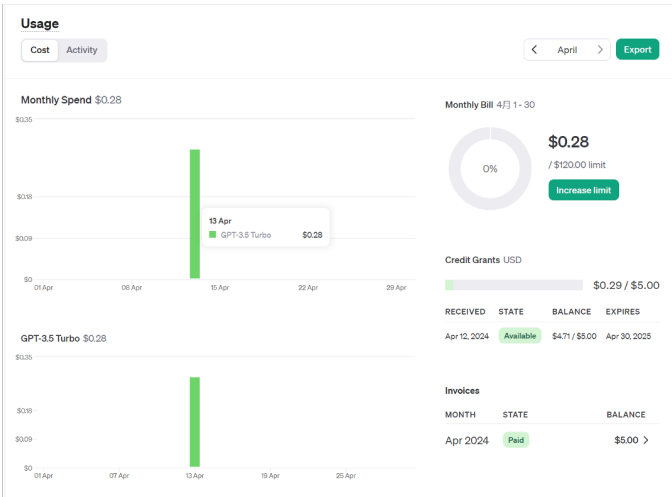 Usage
Cost Activity
< April > Export
Monthly Spend $0.28
$0.35
$0.18
$0.09
$0
01 Apr 08 Apr 15 Apr 22 Apr 29 Apr
13 Apr
GPT-3.5 Turbo $0.28
GPT-3.5 Turbo $0.28
$0.35
$0.18
$0.09
$0
01 Apr 07 Apr 13 Apr 19 Apr 25 Apr
Monthly Bill 4月 1 - 30
0%
$0.28
/ $120.00 limit
Increase limit
Credit Grants USD
$0.29 / $5.00
RECEIVED STATE BALANCE EXPIRES
Apr 12, 2024 Available $4.71 / $5.00 Apr 30, 2025
Invoices
MONTH STATE BALANCE
Apr 2024 Paid $5.00 >